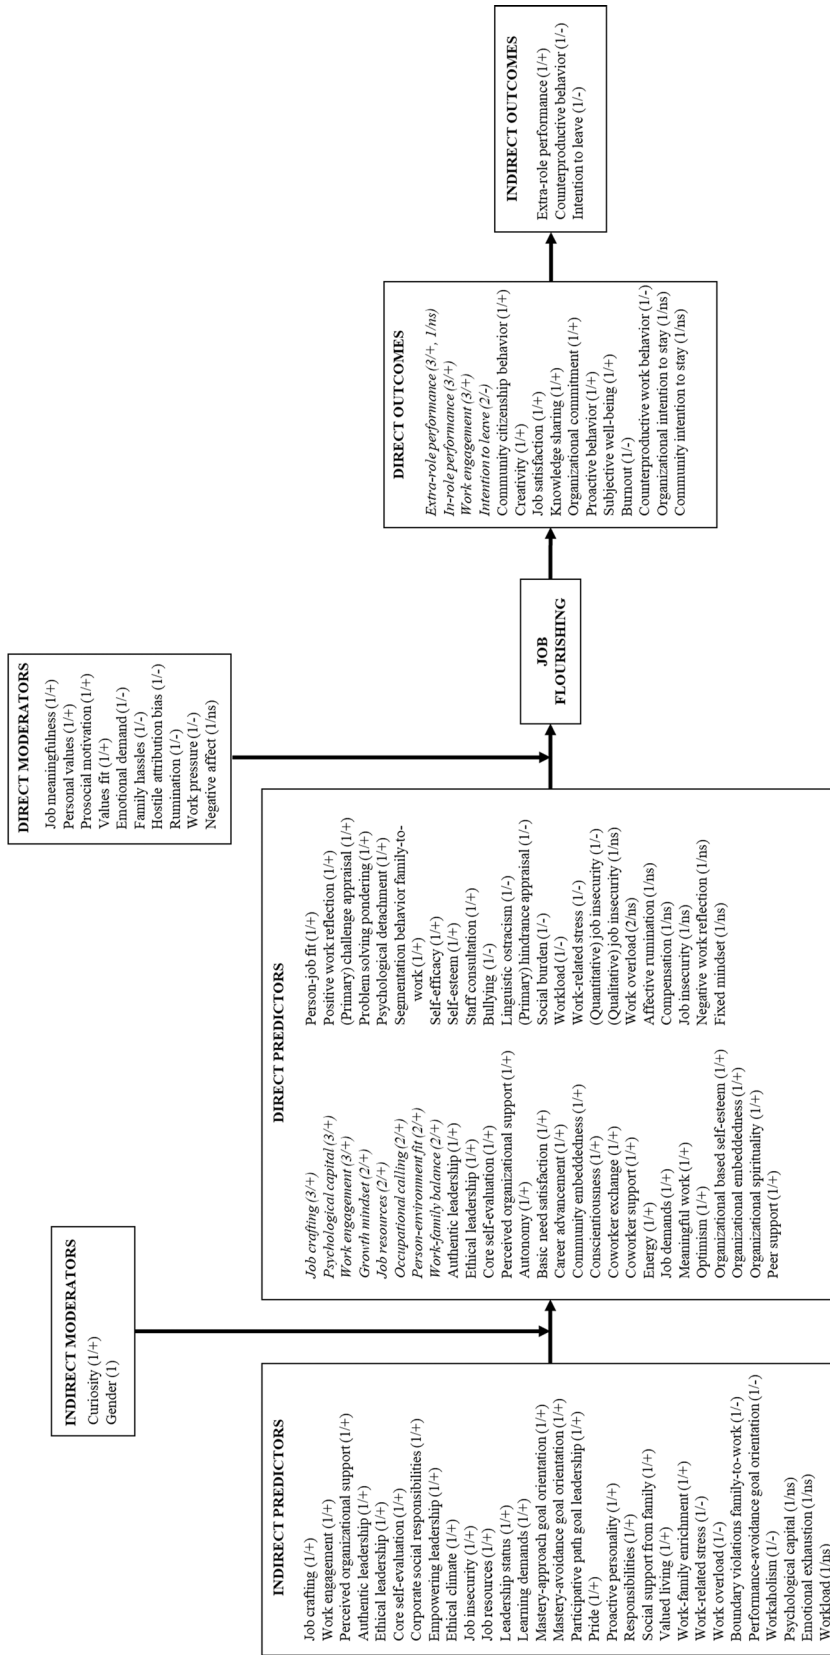 INDIRECT MODERATORS
Curiosity (1/+)
Gender (1)
DIRECT MODERATORS
Job meaningfulness (1/+)
Personal values (1/+)
Prosocial motivation (1/+)
Values fit (1/+)
Emotional demand (1/-)
Family hassles (1/-)
Hostile attribution bias (1/-)
Rumination (1/-)
Work pressure (1/-)
Negative affect (1/ns)
INDIRECT PREDICTORS
Job crafting (1/+)
Work engagement (1/+)
Perceived organizational support (1/+)
Authentic leadership (1/+)
Ethical leadership (1/+)
Core self-evaluation (1/+)
Corporate social responsibilities (1/+)
Empowering leadership (1/+)
Ethical climate (1/+)
Job insecurity (1/+)
Job resources (1/+)
Leadership status (1/+)
Learning demands (1/+)
Mastery-approach goal orientation (1/+)
Mastery-avoidance goal orientation (1/+)
Participative path goal leadership (1/+)
Pride (1/+)
Proactive personality (1/+)
Responsibilities (1/+)
Social support from family (1/+)
Valued living (1/+)
Work-family enrichment (1/+)
Work-related stress (1/-)
Work overload (1/-)
Boundary violations family-to-work (1/-)
Performance-avoidance goal orientation (1/-)
Workaholism (1/-)
Psychological capital (1/ns)
Emotional exhaustion (1/ns)
Workload (1/ns)
DIRECT PREDICTORS
Job crafting (3/+)
Psychological capital (3/+)
Work engagement (3/+)
Growth mindset (2/+)
Job resources (2/+)
Occupational calling (2/+)
Person-environment fit (2/+)
Work-family balance (2/+)
Authentic leadership (1/+)
Ethical leadership (1/+)
Core self-evaluation (1/+)
Perceived organizational support (1/+)
Autonomy (1/+)
Basic need satisfaction (1/+)
Career advancement (1/+)
Community embeddedness (1/+)
Conscientiousness (1/+)
Coworker exchange (1/+)
Coworker support (1/+)
Energy (1/+)
Job demands (1/+)
Meaningful work (1/+)
Optimism (1/+)
Organizational based self-esteem (1/+)
Organizational embeddedness (1/+)
Organizational spirituality (1/+)
Peer support (1/+)
Person-job fit (1/+)
Positive work reflection (1/+)
(Primary) challenge appraisal (1/+)
Problem solving pondering (1/+)
Psychological detachment (1/+)
Segmentation behavior family-to-
work (1/+)
Self-efficacy (1/+)
Self-esteem (1/+)
Staff consultation (1/+)
Bullying (1/-)
Linguistic ostracism (1/-)
(Primary) hindrance appraisal (1/-)
Social burden (1/-)
Workload (1/-)
Work-related stress (1/-)
(Quantitative) job insecurity (1/-)
(Qualitative) job insecurity (1/ns)
Work overload (2/ns)
Affective rumination (1/ns)
Compensation (1/ns)
Job insecurity (1/ns)
Negative work reflection (1/ns)
Fixed mindset (1/ns)
JOB
FLOURISHING
DIRECT OUTCOMES
Extra-role performance (3/+, 1/ns)
In-role performance (3/+)
Work engagement (3/+)
Intention to leave (2/-)
Community citizenship behavior (1/+)
Creativity (1/+)
Job satisfaction (1/+)
Knowledge sharing (1/+)
Organizational commitment (1/+)
Proactive behavior (1/+)
Subjective well-being (1/+)
Burnout (1/-)
Counterproductive work behavior (1/-)
Organizational intention to stay (1/ns)
Community intention to stay (1/ns)
INDIRECT OUTCOMES
Extra-role performance (1/+)
Counterproductive behavior (1/-)
Intention to leave (1/-)